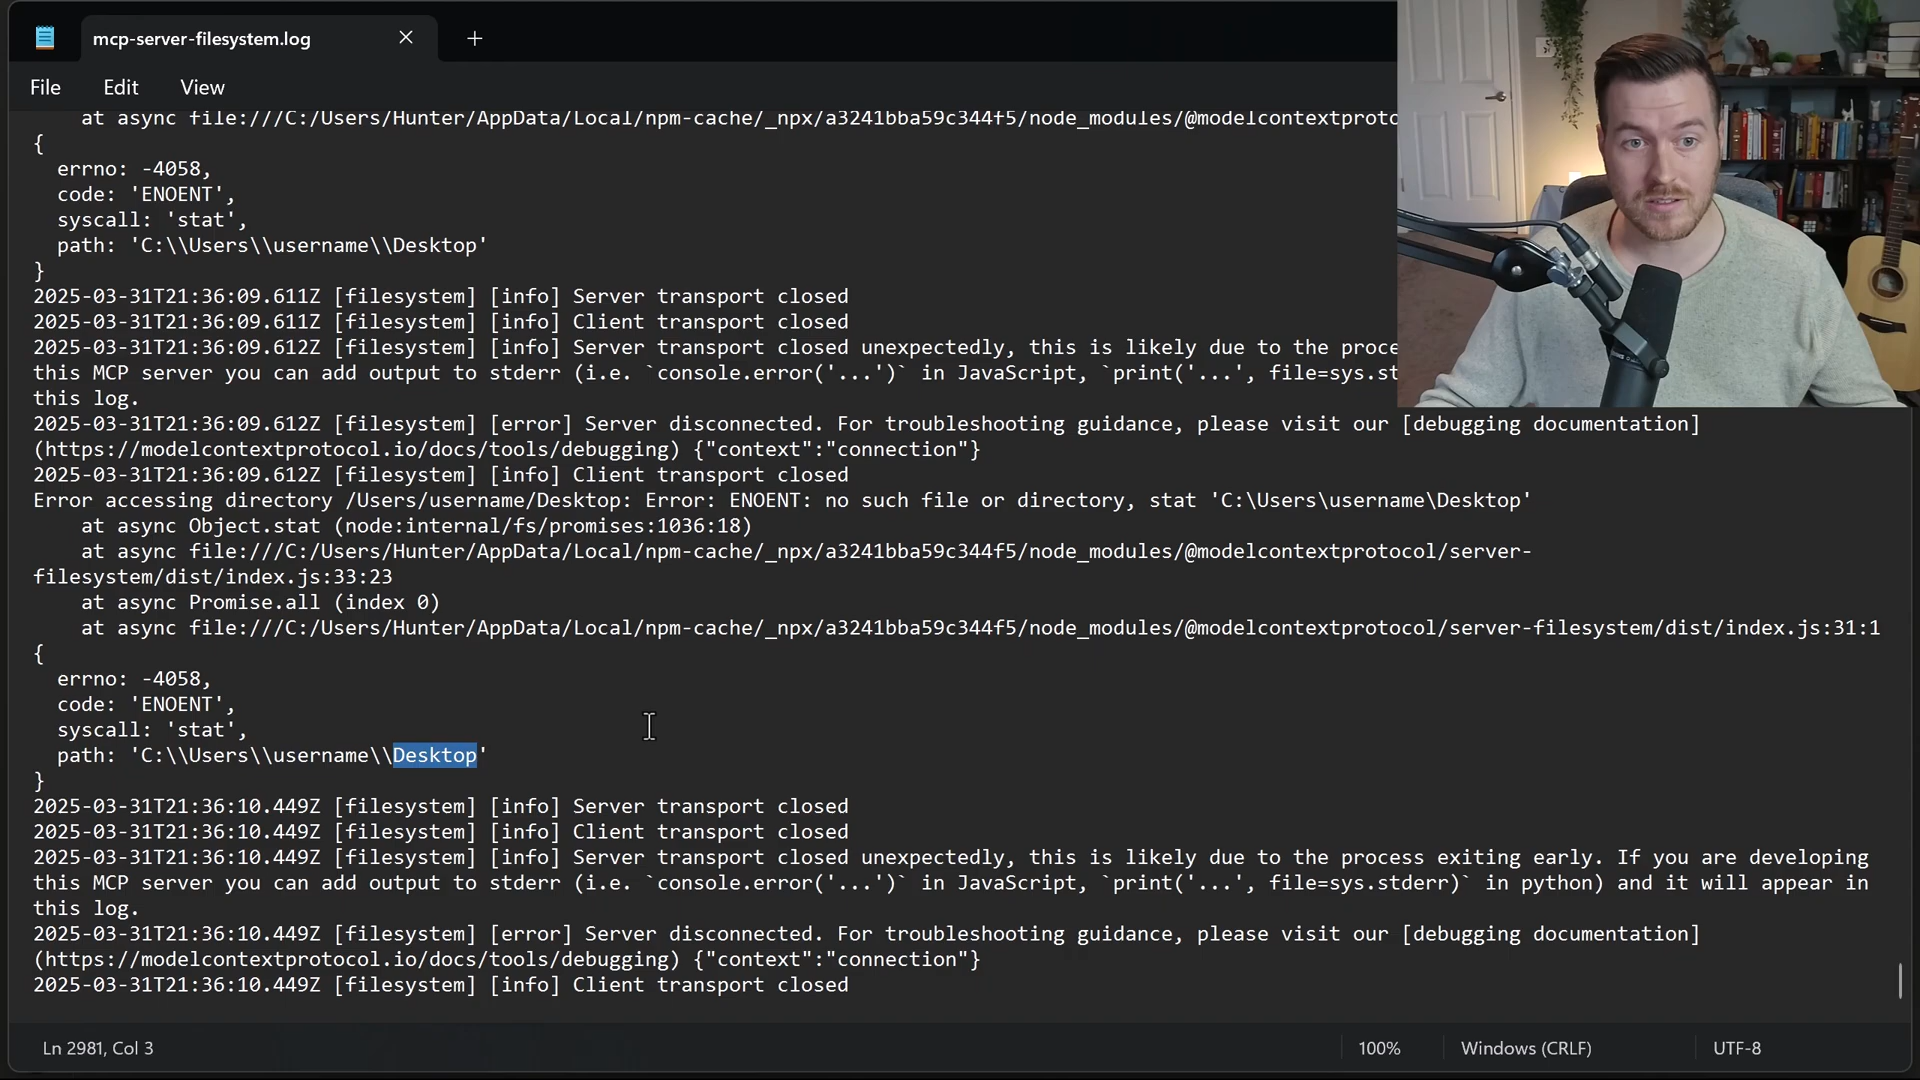 mcp-server-filesystem.log
File Edit View
at async file:///C:/Users/Hunter/AppData/Local/npm-cache/_npx/a3241bba59c344f5/node_modules/@modelcontextproto
{
errno: -4058,
code: 'ENOENT',
syscall: 'stat',
path: 'C:\\Users\\username\\Desktop'
}
2025-03-31T21:36:09.611Z [filesystem] [info] Server transport closed
2025-03-31T21:36:09.611Z [filesystem] [info] Client transport closed
2025-03-31T21:36:09.612Z [filesystem] [info] Server transport closed unexpectedly, this is likely due to the proce
this MCP server you can add output to stderr (i.e. `console.error('...')` in JavaScript, `print('...', file=sys.st
this log.
2025-03-31T21:36:09.612Z [filesystem] [error] Server disconnected. For troubleshooting guidance, please visit our [debugging documentation]
(https://modelcontextprotocol.io/docs/tools/debugging) {"context":"connection"}
2025-03-31T21:36:09.612Z [filesystem] [info] Client transport closed
Error accessing directory /Users/username/Desktop: Error: ENOENT: no such file or directory, stat 'C:\Users\username\Desktop'
at async Object.stat (node:internal/fs/promises:1036:18)
at async file:///C:/Users/Hunter/AppData/Local/npm-cache/_npx/a3241bba59c344f5/node_modules/@modelcontextprotocol/server-
filesystem/dist/index.js:33:23
at async Promise.all (index 0)
at async file:///C:/Users/Hunter/AppData/Local/npm-cache/_npx/a3241bba59c344f5/node_modules/@modelcontextprotocol/server-filesystem/dist/index.js:31:1
{
errno: -4058,
code: 'ENOENT',
syscall: 'stat',
path: 'C:\\Users\\username\\Desktop'
}
2025-03-31T21:36:10.449Z [filesystem] [info] Server transport closed
2025-03-31T21:36:10.449Z [filesystem] [info] Client transport closed
2025-03-31T21:36:10.449Z [filesystem] [info] Server transport closed unexpectedly, this is likely due to the process exiting early. If you are developing
this MCP server you can add output to stderr (i.e. `console.error('...')` in JavaScript, `print('...', file=sys.stderr)` in python) and it will appear in
this log.
2025-03-31T21:36:10.449Z [filesystem] [error] Server disconnected. For troubleshooting guidance, please visit our [debugging documentation]
(https://modelcontextprotocol.io/docs/tools/debugging) {"context":"connection"}
2025-03-31T21:36:10.449Z [filesystem] [info] Client transport closed
Ln 2981, Col 3 100% Windows (CRLF) UTF-8